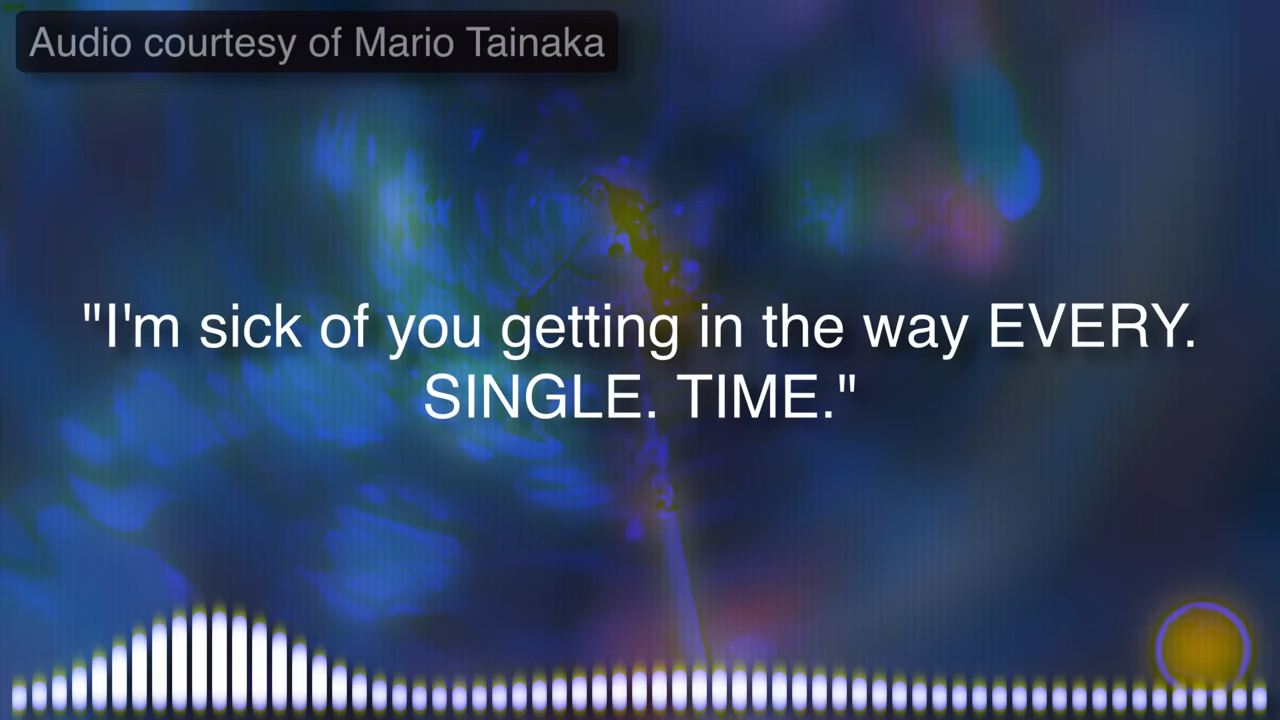 Audio courtesy of Mario Tainaka
"I'm sick of you getting in the way EVERY.
SINGLE. TIME."